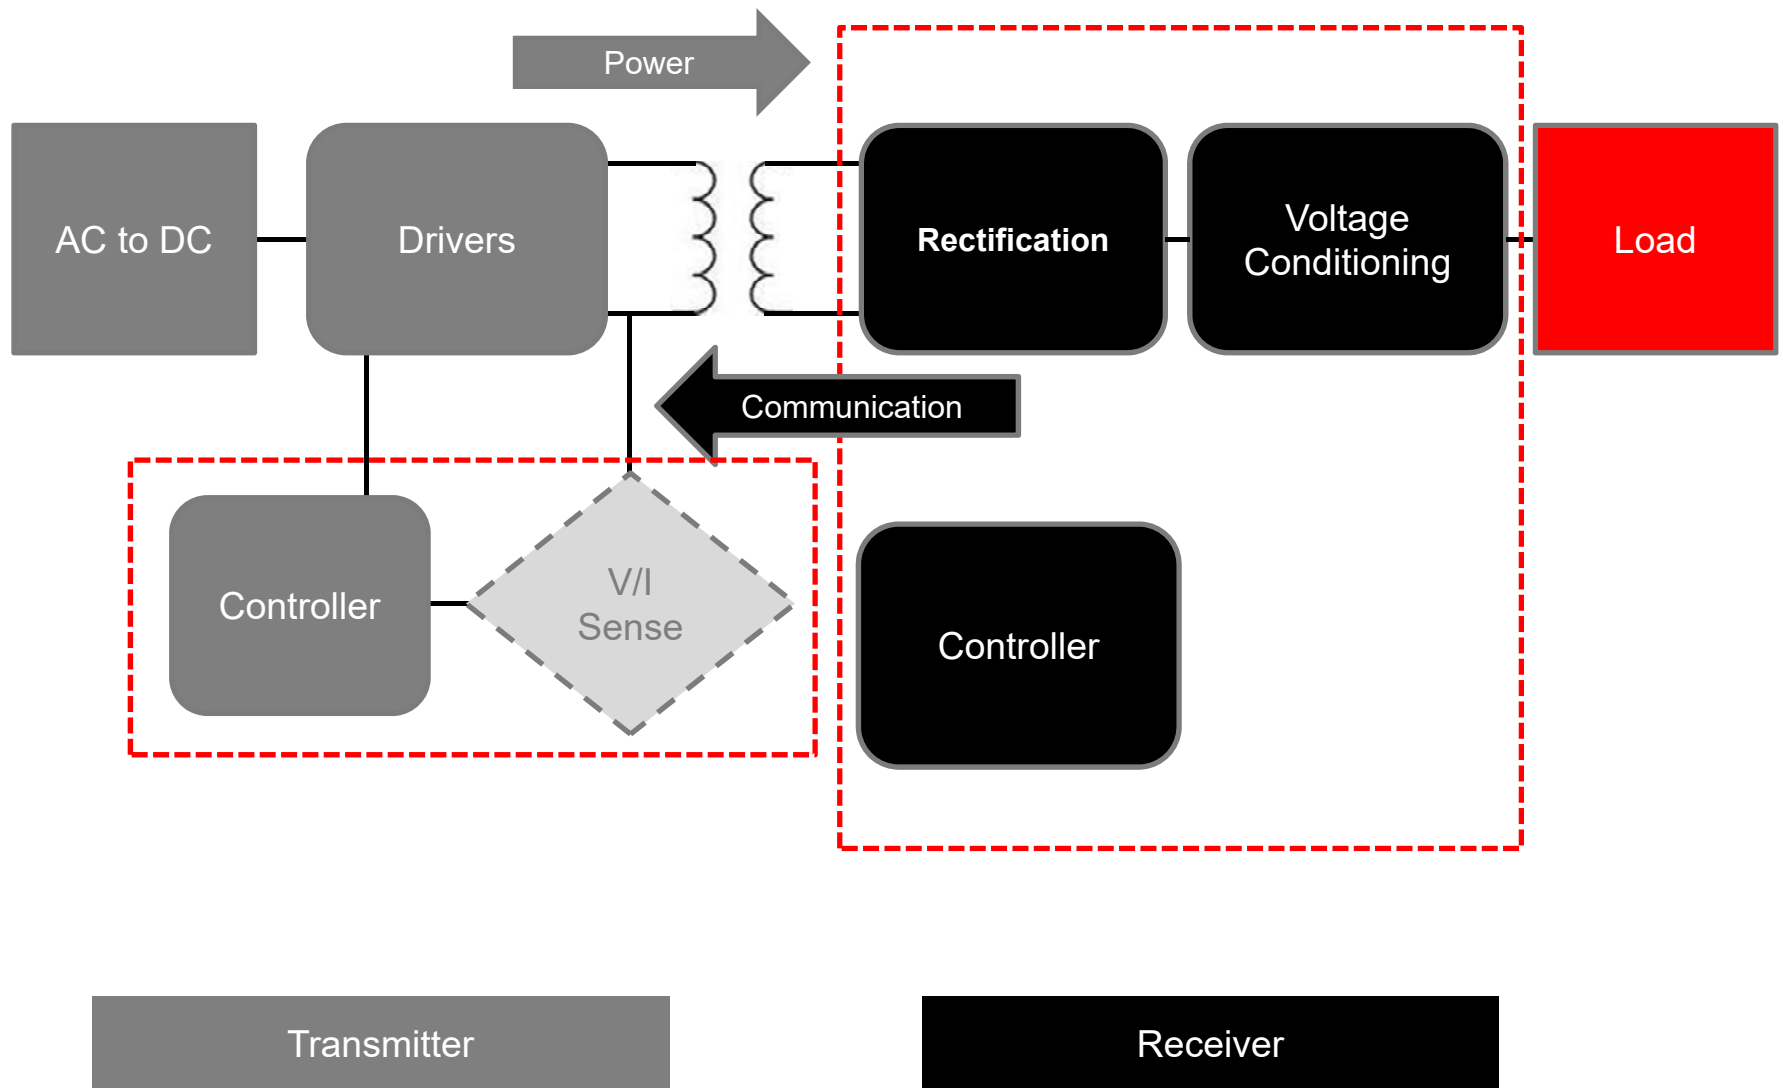 Power
AC to DC
Drivers
Rectification
Voltage
Conditioning
Load
Communication
Controller
V/I
Sense
Controller
Transmitter
Receiver